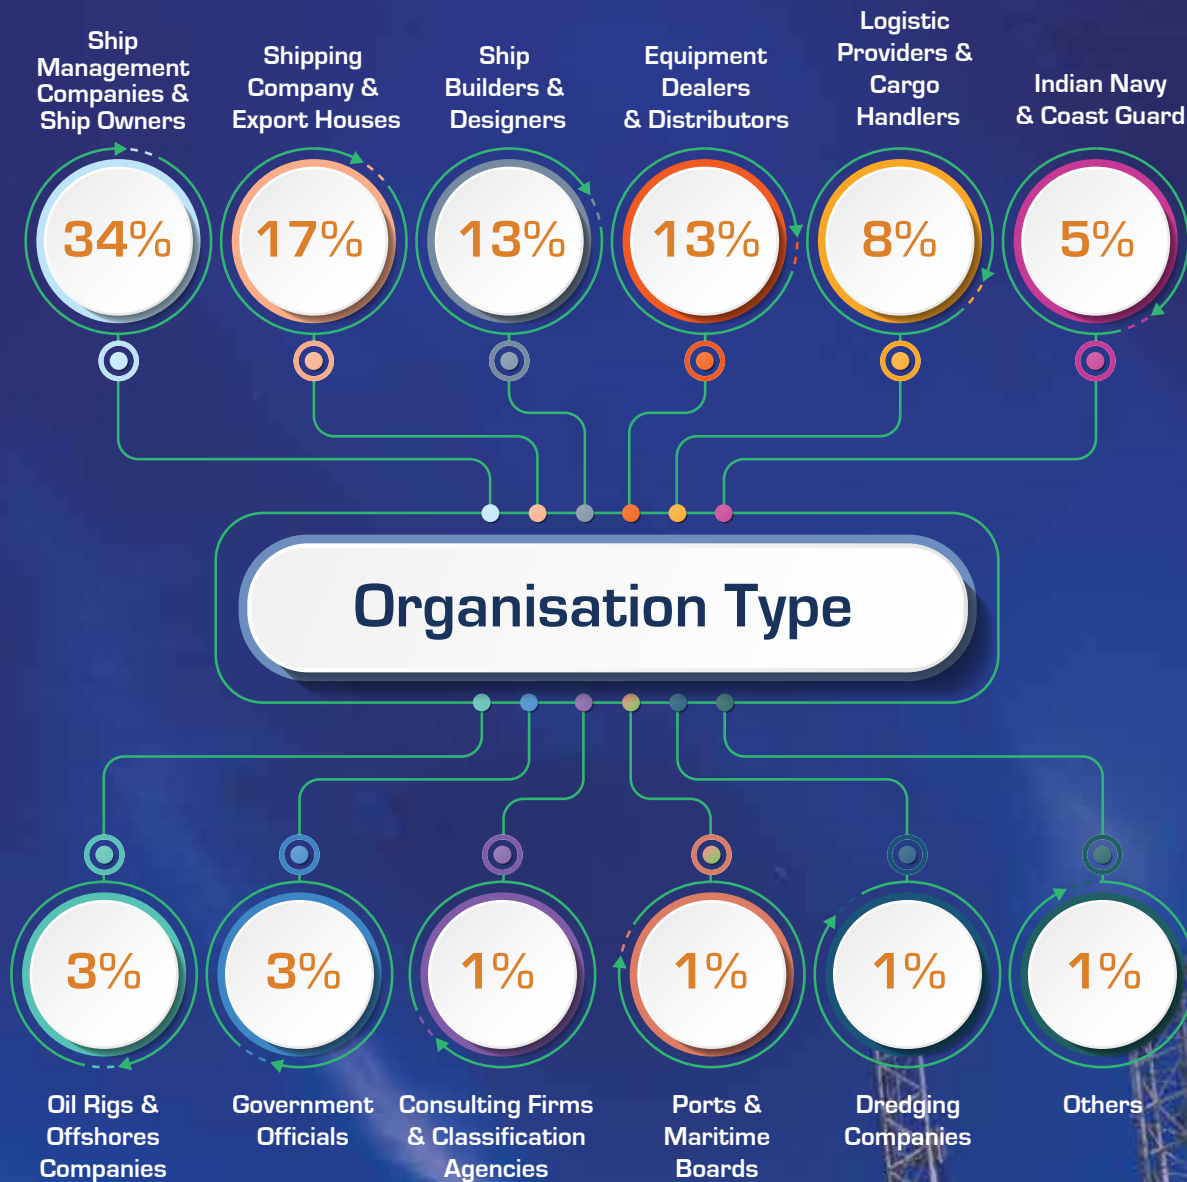 Ship
Management
Companies &
Ship Owners
Shipping
Company &
Export Houses
Ship
Builders &
Designers
Equipment
Dealers
& Distributors
Logistic
Providers &
Cargo
Handlers
Indian Navy
& Coast Guard
34%
17%
13%
13%
8%
5%
Organisation Type
3%
3%
1%
1%
1%
1%
Oil Rigs &
Offshores
Companies
Government
Officials
Consulting Firms
& Classification
Agencies
Ports &
Maritime
Boards
Dredging
Companies
Others